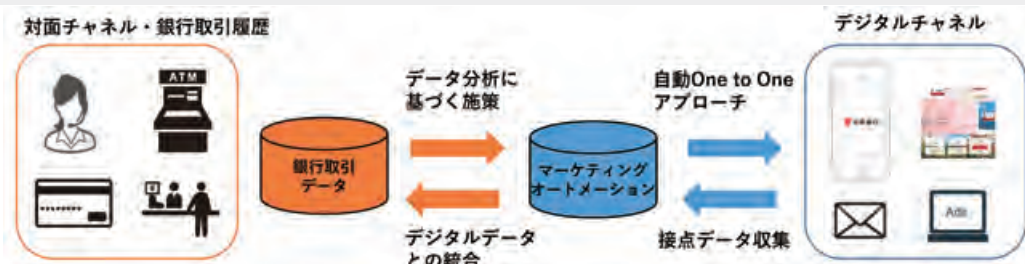 対面チャネル・銀行取引履歴
デジタルチャネル
ATM
データ分析に
基づく施策
自動One to One
アプローチ
銀行取引
データ
マーケティング
オートメーション
デジタルデータ
との統合
接点データ収集
Ads